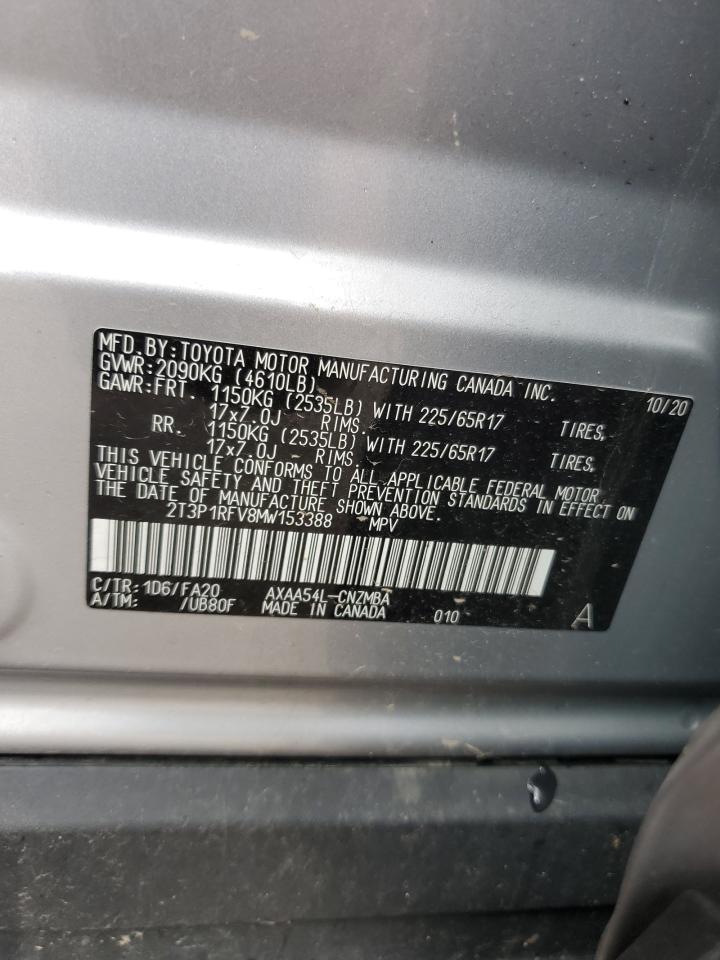 MFD.BY:TOYOTA MOTOR MANUFACTURING CANADA INC. 10/20
GVWR:2090KG (4610LB)
GAWR:FRT. 1150KG (2535LB) WITH 225/65R17 TIRES,
17x7.0J RIMS.
RR. 1150KG (2535LB) WITH 225/65R17 TIRES,
17x7.0J RIMS.
THIS VEHICLE CONFORMS TO ALL APPLICABLE FEDERAL MOTOR
VEHICLE SAFETY AND THEFT PREVENTION STANDARDS IN EFFECT ON
THE DATE OF MANUFACTURE SHOWN ABOVE.
2T3P1RFV8MW153388 MPV
C/TR:1D6/FA20 AXAA54L-CNZMBA
A/TM: /UB80F MADE IN CANADA 010 A